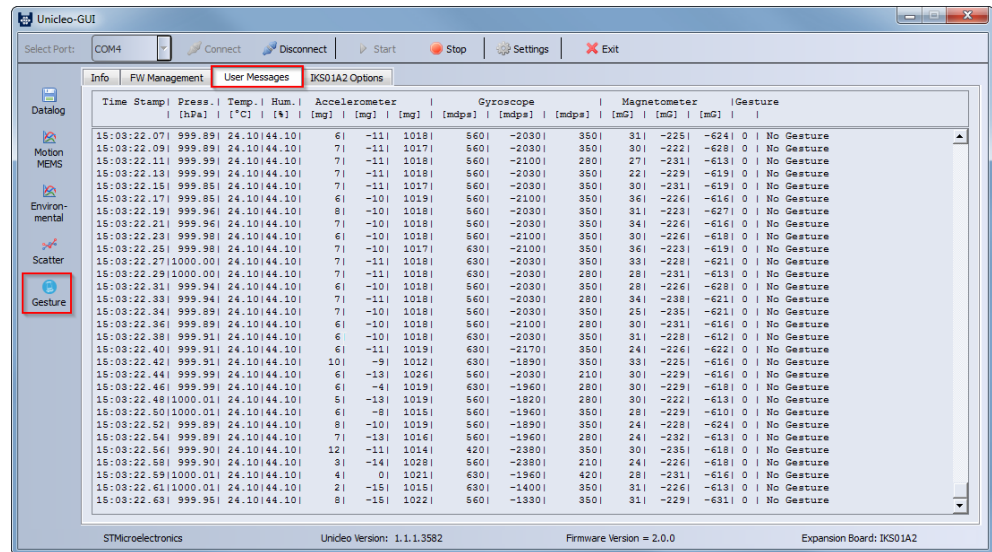 Unicleo-GUI
Select Port: COM4 Connect Disconnect Start Stop Settings Exit
Info FW Management User Messages IKS01A2 Options
Datalog
Motion MEMS
Environ-mental
Scatter
Gesture
Time Stamp| Press.| Temp.| Hum.| Accelerometer | Gyroscope | Magnetometer |Gesture
| [hPa] | [°C] | [%] | [mg] | [mg] | [mg] | [mdps] | [mdps] | [mdps] | [mG] | [mG] | [mG] | |
15:03:22.07| 999.89| 24.10|44.10| 6| -11| 1018| 560| -2030| 350| 31| -225| -624| 0 | No Gesture
15:03:22.09| 999.89| 24.10|44.10| 7| -11| 1017| 560| -2030| 350| 30| -222| -628| 0 | No Gesture
15:03:22.11| 999.99| 24.10|44.10| 7| -11| 1018| 560| -2100| 280| 27| -231| -613| 0 | No Gesture
15:03:22.13| 999.99| 24.10|44.10| 7| -11| 1018| 560| -2030| 350| 22| -229| -619| 0 | No Gesture
15:03:22.15| 999.85| 24.10|44.10| 7| -11| 1017| 560| -2030| 350| 30| -231| -619| 0 | No Gesture
15:03:22.17| 999.85| 24.10|44.10| 6| -10| 1019| 560| -2100| 350| 36| -226| -616| 0 | No Gesture
15:03:22.19| 999.96| 24.10|44.10| 8| -10| 1018| 560| -2030| 350| 31| -223| -627| 0 | No Gesture
15:03:22.21| 999.96| 24.10|44.10| 7| -10| 1018| 560| -2030| 350| 34| -226| -616| 0 | No Gesture
15:03:22.23| 999.98| 24.10|44.10| 6| -10| 1018| 560| -2100| 350| 30| -226| -618| 0 | No Gesture
15:03:22.25| 999.98| 24.10|44.10| 7| -10| 1017| 630| -2100| 350| 36| -223| -619| 0 | No Gesture
15:03:22.27|1000.00| 24.10|44.10| 7| -11| 1018| 630| -2030| 350| 33| -228| -621| 0 | No Gesture
15:03:22.29|1000.00| 24.10|44.10| 7| -11| 1018| 630| -2030| 280| 28| -231| -613| 0 | No Gesture
15:03:22.31| 999.94| 24.10|44.10| 6| -10| 1018| 560| -2030| 350| 28| -226| -628| 0 | No Gesture
15:03:22.33| 999.94| 24.10|44.10| 7| -11| 1018| 560| -2030| 280| 34| -238| -621| 0 | No Gesture
15:03:22.34| 999.89| 24.10|44.10| 7| -10| 1018| 560| -2030| 350| 25| -235| -621| 0 | No Gesture
15:03:22.36| 999.89| 24.10|44.10| 6| -10| 1018| 560| -2100| 280| 30| -231| -616| 0 | No Gesture
15:03:22.38| 999.91| 24.10|44.10| 6| -10| 1018| 630| -2030| 350| 31| -228| -612| 0 | No Gesture
15:03:22.40| 999.91| 24.10|44.10| 6| -11| 1019| 630| -2170| 350| 24| -226| -622| 0 | No Gesture
15:03:22.42| 999.91| 24.10|44.10| 10| -9| 1012| 630| -1890| 350| 33| -225| -616| 0 | No Gesture
15:03:22.44| 999.99| 24.10|44.10| 6| -13| 1026| 560| -2030| 210| 30| -229| -616| 0 | No Gesture
15:03:22.46| 999.99| 24.10|44.10| 6| -4| 1019| 630| -1960| 280| 30| -229| -618| 0 | No Gesture
15:03:22.48|1000.01| 24.10|44.10| 5| -13| 1019| 560| -1820| 280| 30| -222| -613| 0 | No Gesture
15:03:22.50|1000.01| 24.10|44.10| 6| -8| 1015| 560| -1960| 350| 28| -229| -610| 0 | No Gesture
15:03:22.52| 999.89| 24.10|44.10| 8| -10| 1019| 560| -1890| 350| 24| -228| -624| 0 | No Gesture
15:03:22.54| 999.89| 24.10|44.10| 7| -13| 1016| 560| -1960| 280| 24| -232| -613| 0 | No Gesture
15:03:22.56| 999.90| 24.10|44.10| 12| -11| 1014| 420| -2380| 350| 30| -235| -618| 0 | No Gesture
15:03:22.58| 999.90| 24.10|44.10| 3| -14| 1028| 560| -2380| 210| 24| -226| -618| 0 | No Gesture
15:03:22.59|1000.01| 24.10|44.10| 4| 0| 1021| 630| -1960| 420| 28| -231| -616| 0 | No Gesture
15:03:22.61|1000.01| 24.10|44.10| 2| -15| 1015| 630| -1400| 350| 31| -226| -613| 0 | No Gesture
15:03:22.63| 999.95| 24.10|44.10| 8| -15| 1022| 560| -1330| 350| 31| -229| -631| 0 | No Gesture
STMicroelectronics Unicleo Version: 1.1.1.3582 Firmware Version = 2.0.0 Expansion Board: IKS01A2